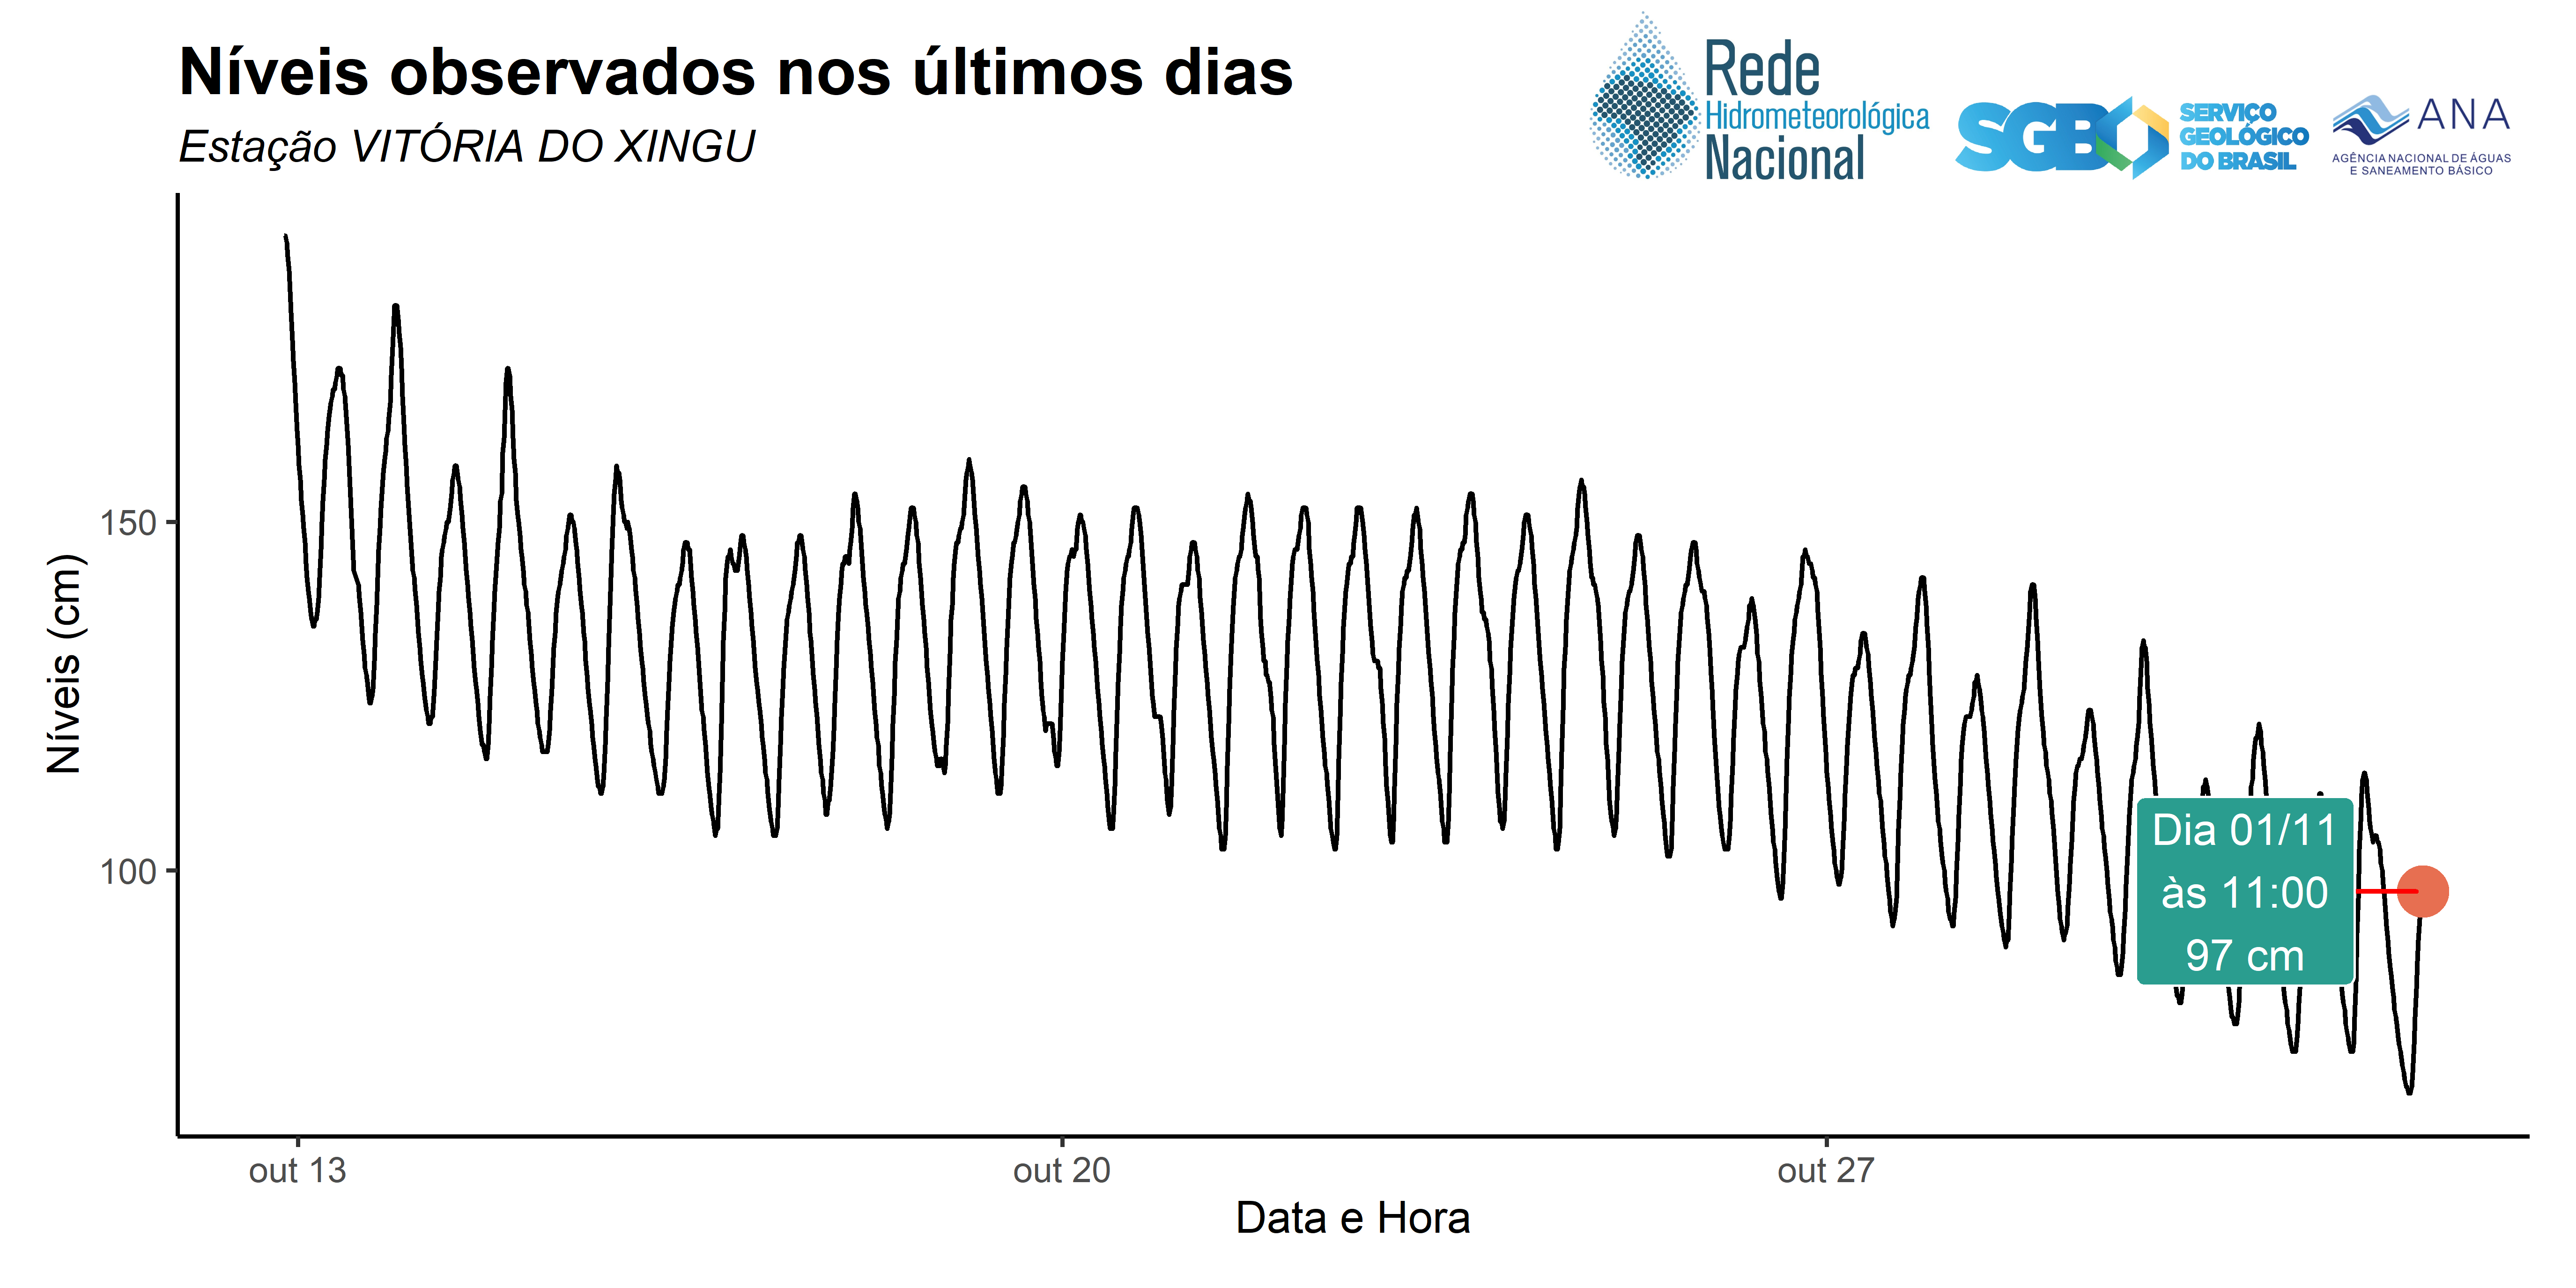 Níveis observados nos últimos dias
Estação VITÓRIA DO XINGU
Rede
Hidrometeorológica
Nacional
SGB
SERVIÇO
GEOLÓGICO
DO BRASIL
ANA
AGÊNCIA NACIONAL DE ÁGUAS
E SANEAMENTO BÁSICO
Níveis (cm)
150
100
Dia 01/11
às 11:00
97 cm
out 13
out 20
out 27
Data e Hora